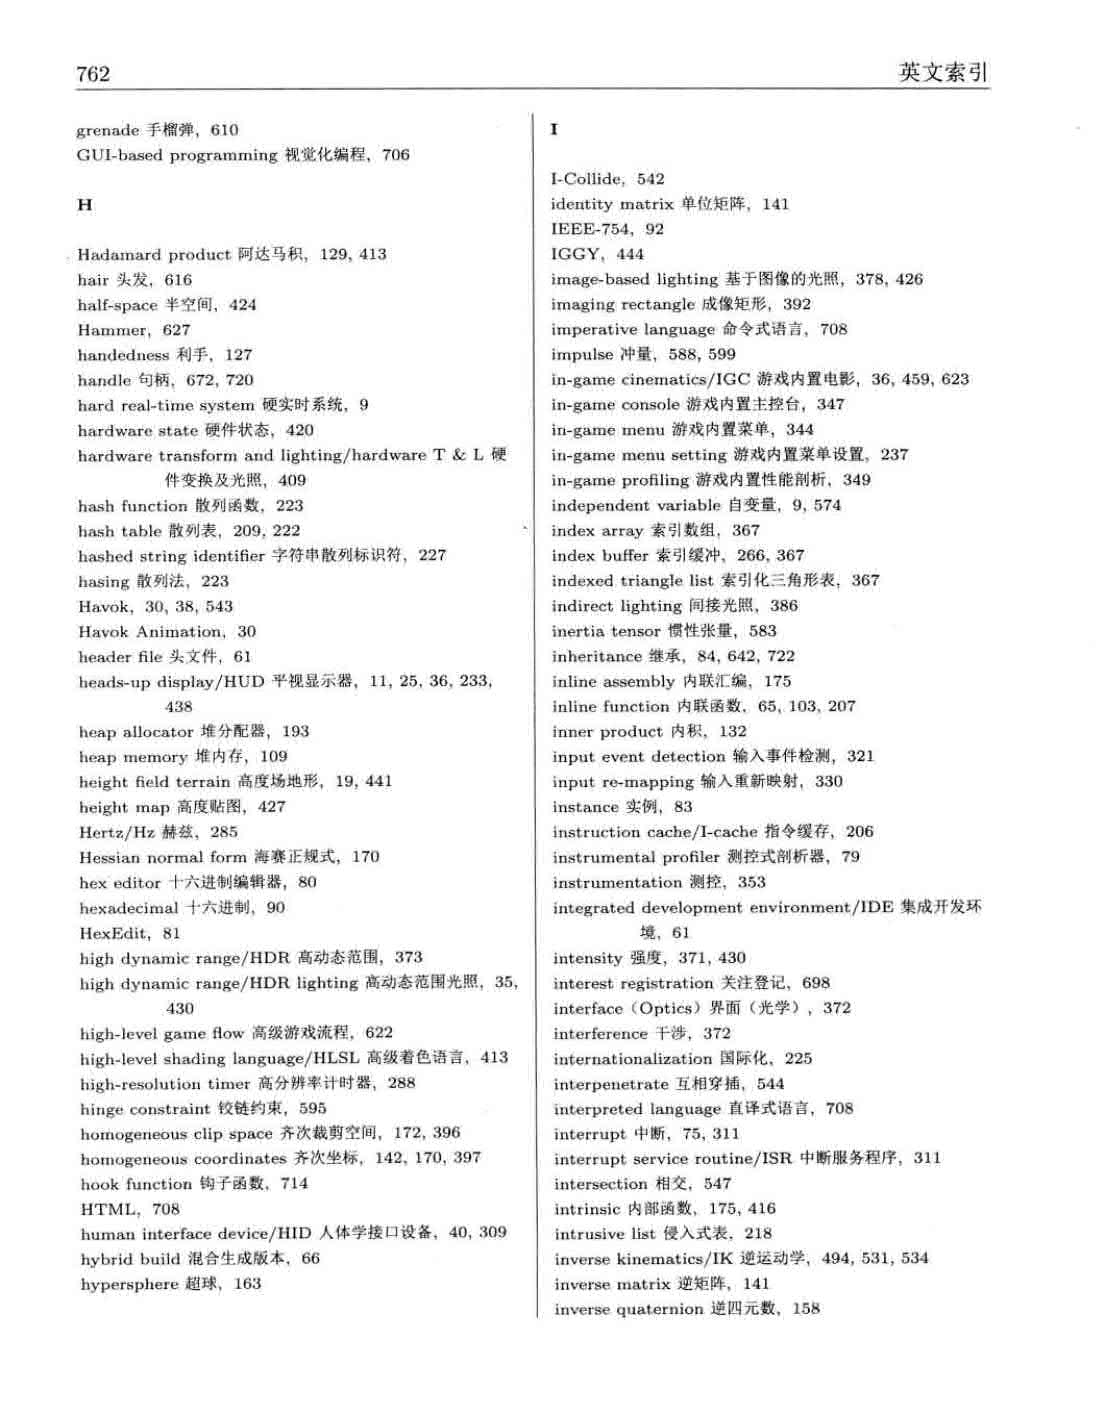 762
英文索引
grenade 手榴弹，610
GUI-based programming 视觉化编程，706
H
Hadamard product 阿达马积，129, 413
hair 头发，616
half-space 半空间，424
Hammer，627
handedness 利手，127
handle 句柄，672, 720
hard real-time system 硬实时系统，9
hardware state 硬件状态，420
hardware transform and lighting/hardware T & L 硬
件变换及光照，409
hash function 散列函数，223
hash table 散列表，209, 222
hashed string identifier 字符串散列标识符，227
hasing 散列法，223
Havok，30, 38, 543
Havok Animation，30
header file 头文件，61
heads-up display/HUD 平视显示器，11, 25, 36, 233,
438
heap allocator 堆分配器，193
heap memory 堆内存，109
height field terrain 高度场地形，19, 441
height map 高度贴图，427
Hertz/Hz 赫兹，285
Hessian normal form 海赛正规式，170
hex editor 十六进制编辑器，80
hexadecimal 十六进制，90
HexEdit，81
high dynamic range/HDR 高动态范围，373
high dynamic range/HDR lighting 高动态范围光照，35,
430
high-level game flow 高级游戏流程，622
high-level shading language/HLSL 高级着色语言，413
high-resolution timer 高分辨率计时器，288
hinge constraint 铰链约束，595
homogeneous clip space 齐次裁剪空间，172, 396
homogeneous coordinates 齐次坐标，142, 170, 397
hook function 钩子函数，714
HTML，708
human interface device/HID 人体学接口设备，40, 309
hybrid build 混合生成版本，66
hypersphere 超球，163
I
I-Collide，542
identity matrix 单位矩阵，141
IEEE-754，92
IGGY，444
image-based lighting 基于图像的光照，378, 426
imaging rectangle 成像矩形，392
imperative language 命令式语言，708
impulse 冲量，588, 599
in-game cinematics/IGC 游戏内置电影，36, 459, 623
in-game console 游戏内置主控台，347
in-game menu 游戏内置菜单，344
in-game menu setting 游戏内置菜单设置，237
in-game profiling 游戏内置性能剖析，349
independent variable 自变量，9, 574
index array 索引数组，367
index buffer 索引缓冲，266, 367
indexed triangle list 索引化三角形表，367
indirect lighting 间接光照，386
inertia tensor 惯性张量，583
inheritance 继承，84, 642, 722
inline assembly 内联汇编，175
inline function 内联函数，65, 103, 207
inner product 内积，132
input event detection 输入事件检测，321
input re-mapping 输入重新映射，330
instance 实例，83
instruction cache/I-cache 指令缓存，206
instrumental profiler 测控式剖析器，79
instrumentation 测控，353
integrated development environment/IDE 集成开发环
境，61
intensity 强度，371, 430
interest registration 关注登记，698
interface（Optics）界面（光学），372
interference 干涉，372
internationalization 国际化，225
interpenetrate 互相穿插，544
interpreted language 直译式语言，708
interrupt 中断，75, 311
interrupt service routine/ISR 中断服务程序，311
intersection 相交，547
intrinsic 内部函数，175, 416
intrusive list 侵入式表，218
inverse kinematics/IK 逆运动学，494, 531, 534
inverse matrix 逆矩阵，141
inverse quaternion 逆四元数，158